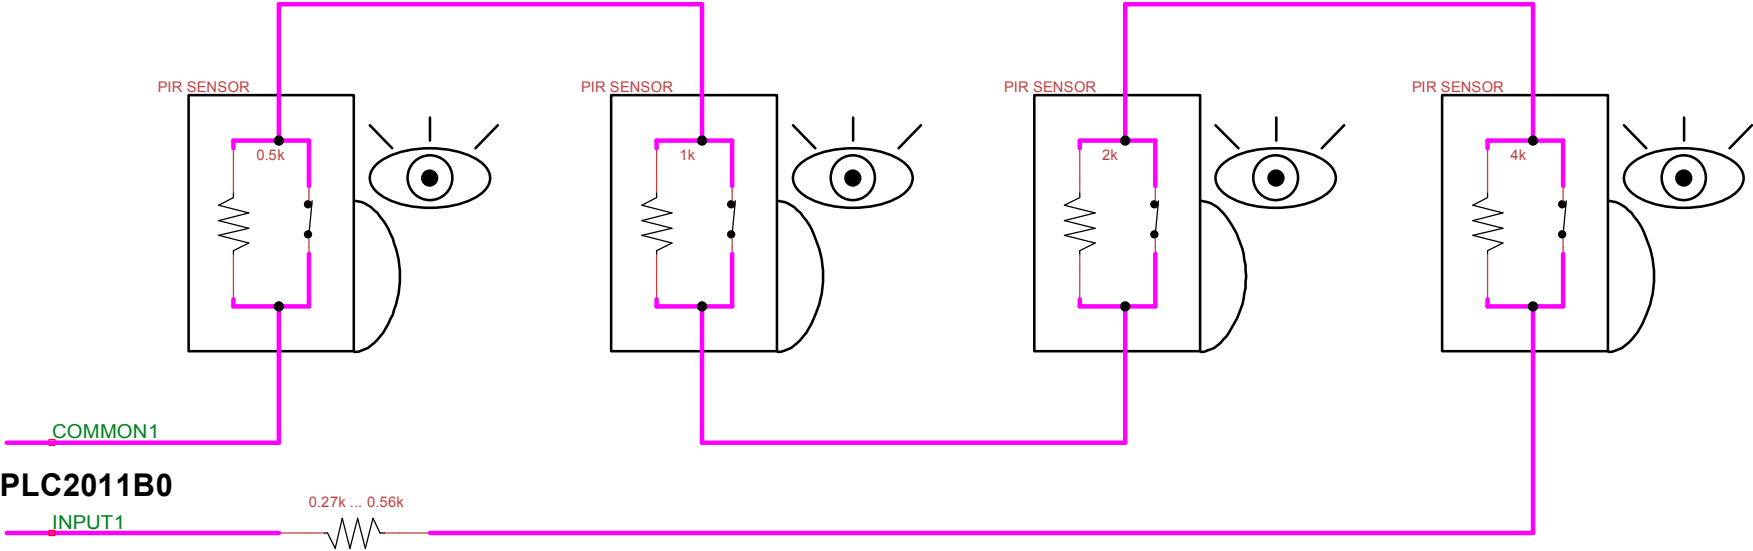 PIR SENSOR
PIR SENSOR
PIR SENSOR
PIR SENSOR
0.5k
1k
2k
4k
COMMON1
PLC2011B0
0.27k ... 0.56k
INPUT1